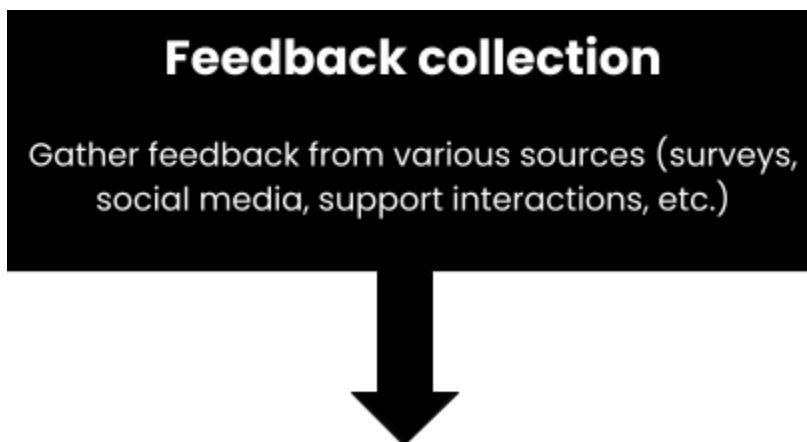 Feedback collection
Gather feedback from various sources (surveys,
social media, support interactions, etc.)